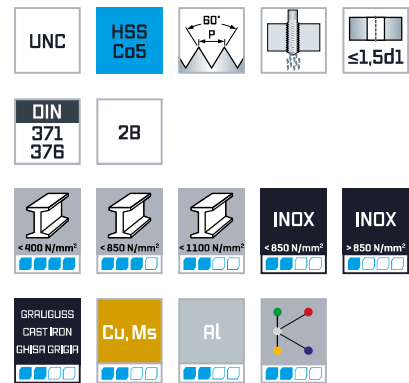 UNC
HSS
Co5
60°
P
≤1,5d1
DIN
371
376
2B
<400 N/mm²
<850 N/mm²
<1100 N/mm²
INOX
<850 N/mm²
INOX
>850 N/mm²
GRAUGUSS
CAST IRON
GHISA GRIGIA
Cu, Ms
Al